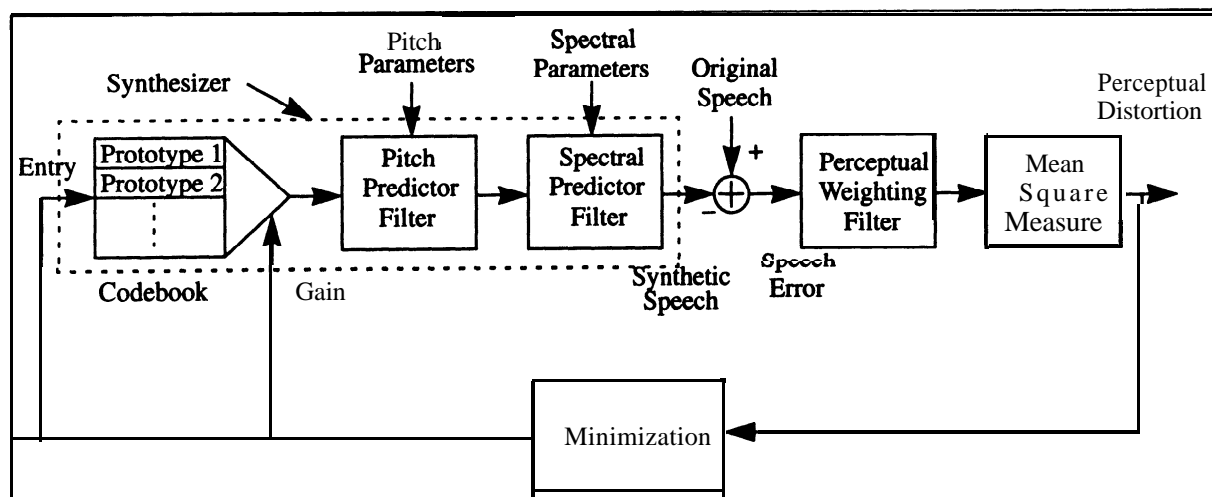 Pitch
Parameters
Spectral
Parameters
Original
Speech
Perceptual
Distortion
Synthesizer
Entry
Prototype 1
Prototype 2
Pitch
Predictor
Filter
Spectral
Predictor
Filter
+
−
Perceptual
Weighting
Filter
Mean
Square
Measure
Codebook
Gain
Synthetic
Speech
Speech
Error
Minimization